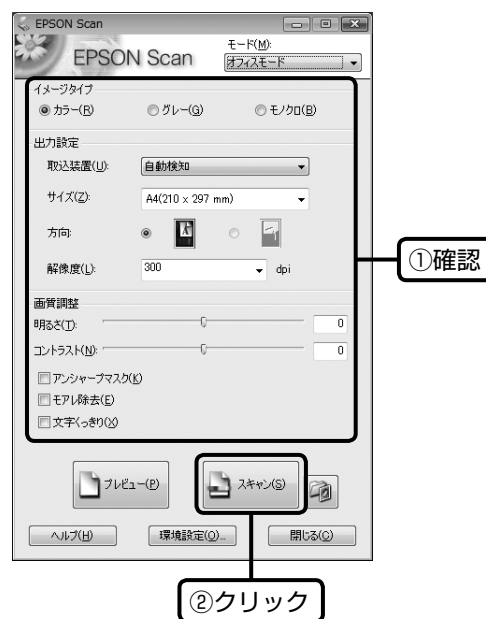 EPSON Scan
EPSON Scan
モード(M):
オフィスモード
イメージタイプ
カラー(R) グレー(G) モノクロ(B)
出力設定
取込装置(U): 自動検知
サイズ(Z): A4(210 x 297 mm)
方向:
解像度(L): 300 dpi
①確認
画質調整
明るさ(T): 0
コントラスト(N): 0
アンシャープマスク(K)
モアレ除去(E)
文字くっきり(X)
プレビュー(P) スキャン(S)
ヘルプ(H) 環境設定(O)... 閉じる(C)
②クリック